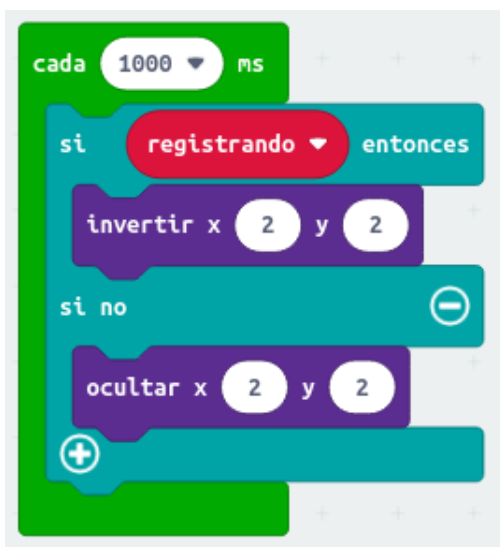 cada 1000 ms
si registrando entonces
invertir x 2 y 2
si no
ocultar x 2 y 2